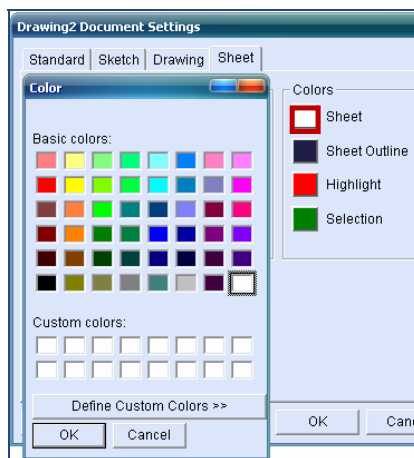 Drawing2 Document Settings
Standard Sketch Drawing Sheet
Color
Basic colors:
Custom colors:
Define Custom Colors >>
OK Cancel
Colors
Sheet
Sheet Outline
Highlight
Selection
OK